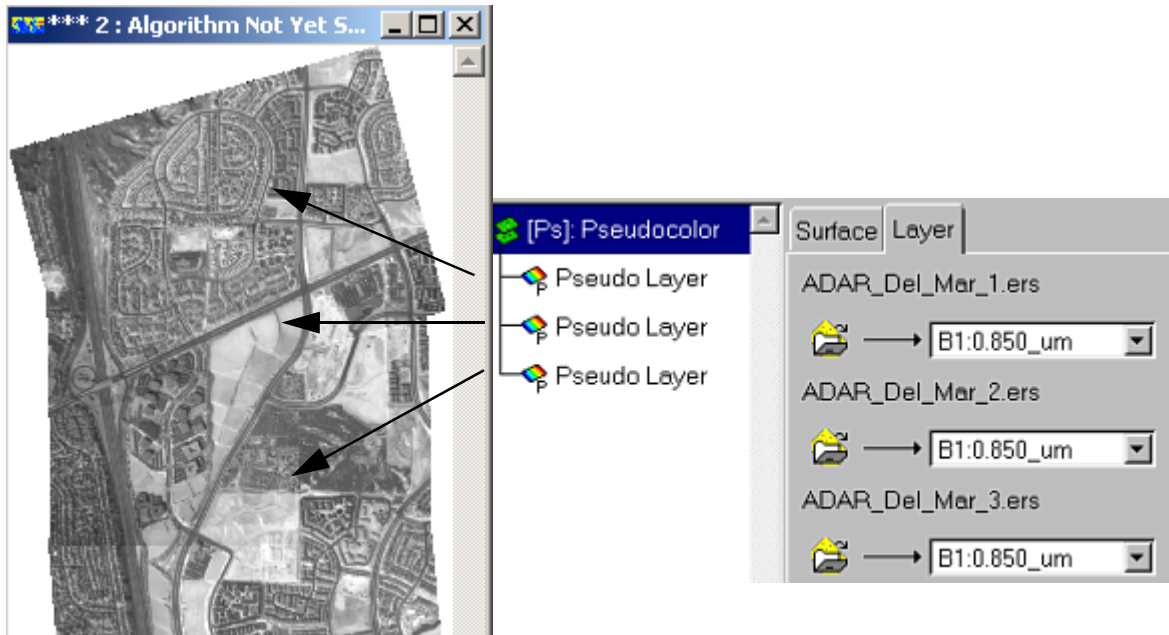 *** 2 : Algorithm Not Yet S...
[Ps]: Pseudocolor
Pseudo Layer
Pseudo Layer
Pseudo Layer
Surface Layer
ADAR_Del_Mar_1.ers
B1:0.850_um
ADAR_Del_Mar_2.ers
B1:0.850_um
ADAR_Del_Mar_3.ers
B1:0.850_um